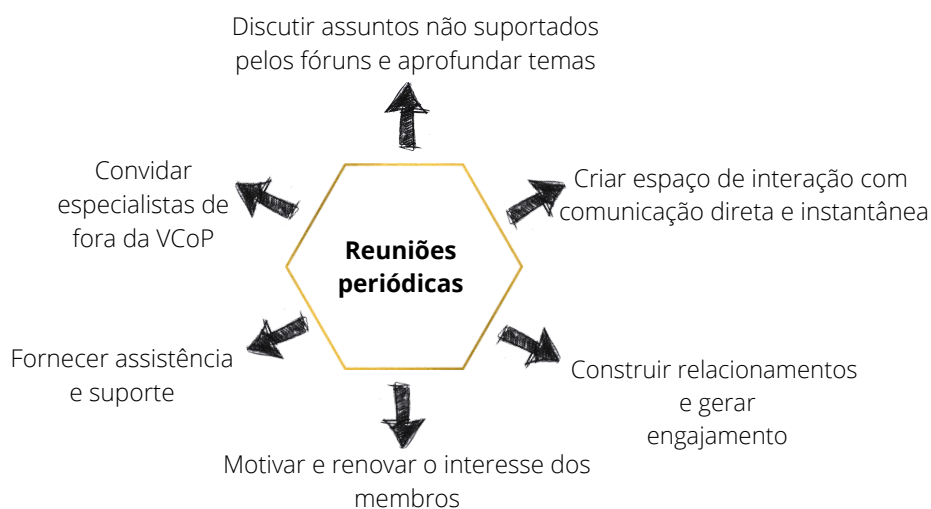 Discutir assuntos não suportados
pelos fóruns e aprofundar temas
Convidar
especialistas de
fora da VCoP
Criar espaço de interação com
comunicação direta e instantânea
Reuniões
periódicas
Fornecer assistência
e suporte
Construir relacionamentos
e gerar
engajamento
Motivar e renovar o interesse dos
membros